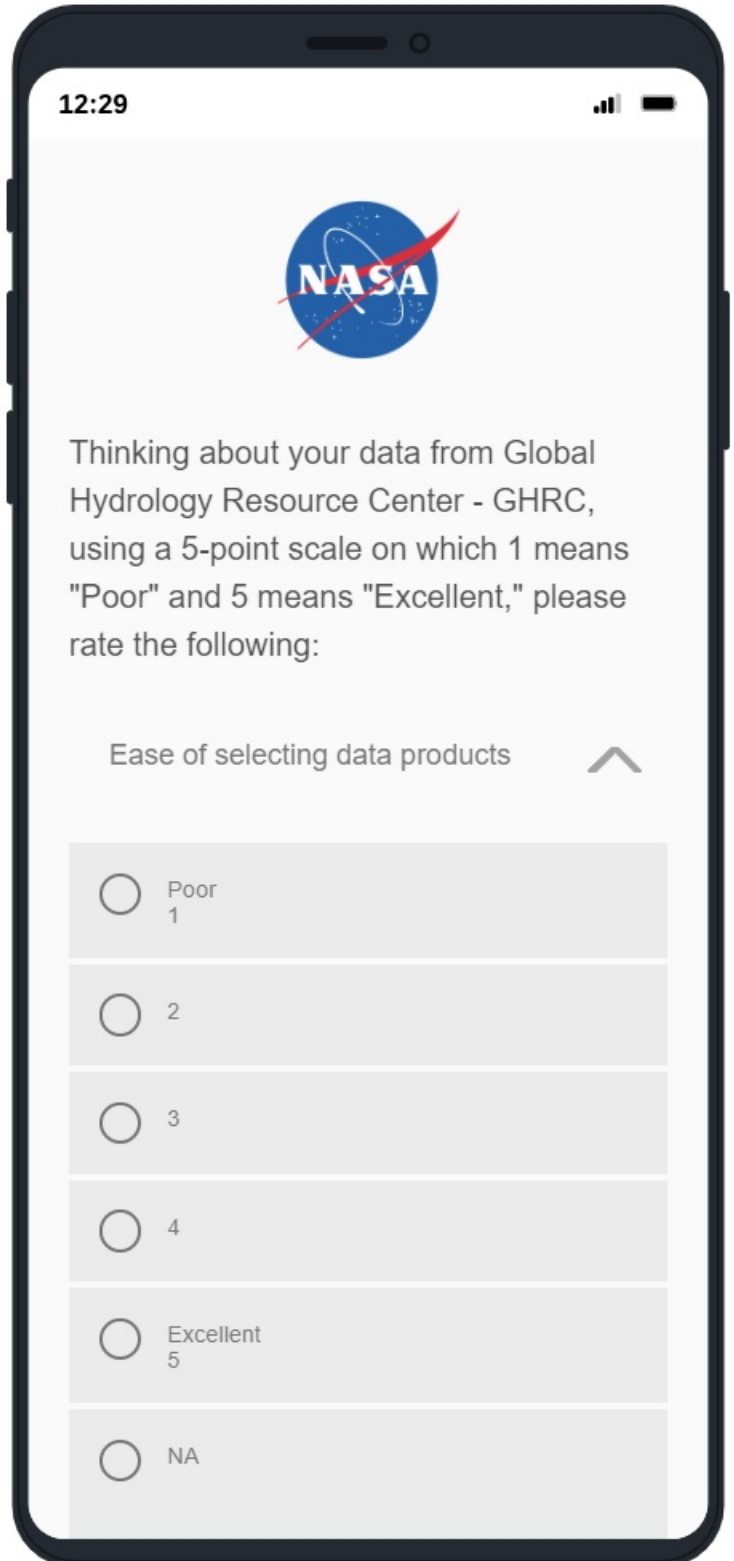 12:29
NASA
Thinking about your data from Global
Hydrology Resource Center - GHRC,
using a 5-point scale on which 1 means
"Poor" and 5 means "Excellent," please
rate the following:
Ease of selecting data products
Poor
1
2
3
4
Excellent
5
NA